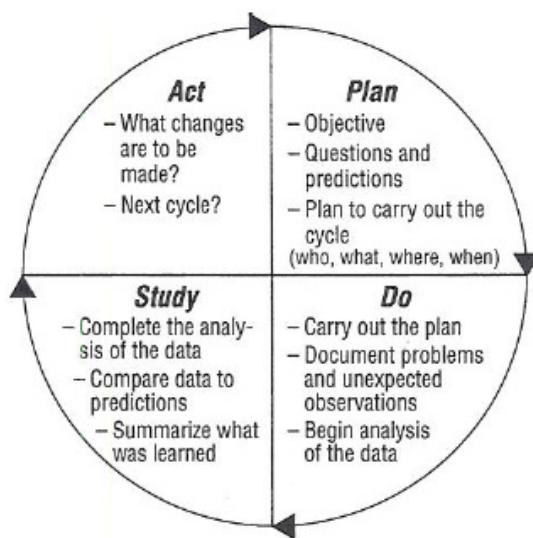 Act
– What changes
are to be
made?
– Next cycle?
Plan
– Objective
– Questions and
predictions
– Plan to carry out the
cycle
(who, what, where, when)
Study
– Complete the analy-
sis of the data
– Compare data to
predictions
– Summarize what
was learned
Do
– Carry out the plan
– Document problems
and unexpected
observations
– Begin analysis
of the data